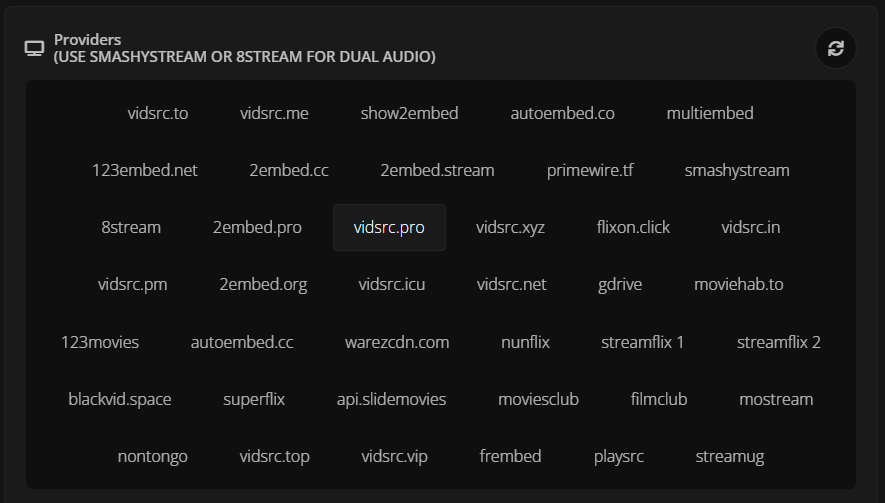 Providers
(USE SMASHYSTREAM OR 8STREAM FOR DUAL AUDIO)
vidsrc.to vidsrc.me show2embed autoembed.co multiembed
123embed.net 2embed.cc 2embed.stream primewire.tf smashystream
8stream 2embed.pro vidsrc.pro vidsrc.xyz flixon.click vidsrc.in
vidsrc.pm 2embed.org vidsrc.icu vidsrc.net gdrive moviehab.to
123movies autoembed.cc warezcdn.com nunflix streamflix 1 streamflix 2
blackvid.space superflix api.slidemovies moviesclub filmclub mostream
nontongo vidsrc.top vidsrc.vip frembed playsrc streamug